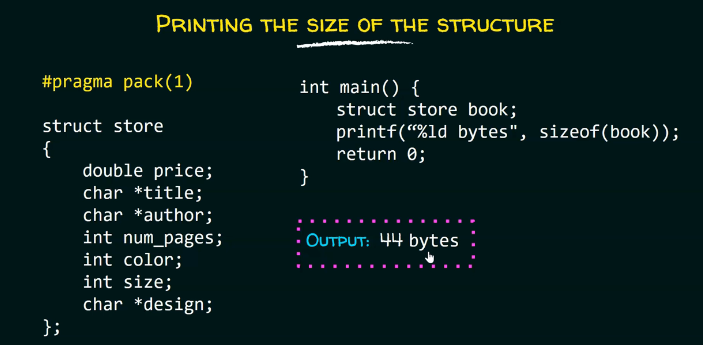 PRINTING THE SIZE OF THE STRUCTURE
#pragma pack(1)
struct store
{
double price;
char *title;
char *author;
int num_pages;
int color;
int size;
char *design;
};
int main() {
struct store book;
printf(“%ld bytes", sizeof(book));
return 0;
}
OUTPUT: 44 bytes